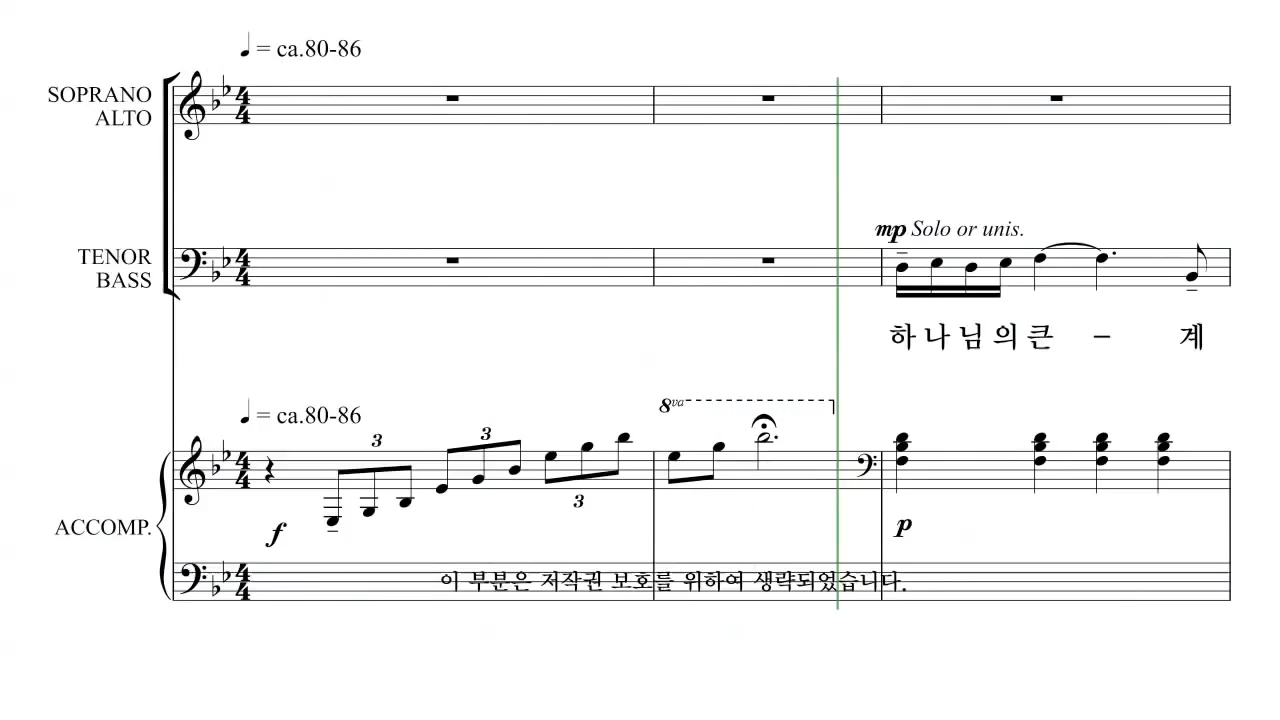 ♩ = ca.80-86
SOPRANO
ALTO
mp Solo or unis.
TENOR
BASS
하 나 님 의 큰 – 계
♩ = ca.80-86
8va
3 3 3
f
p
ACCOMP.
이 부분은 저작권 보호를 위하여 생략되었습니다.